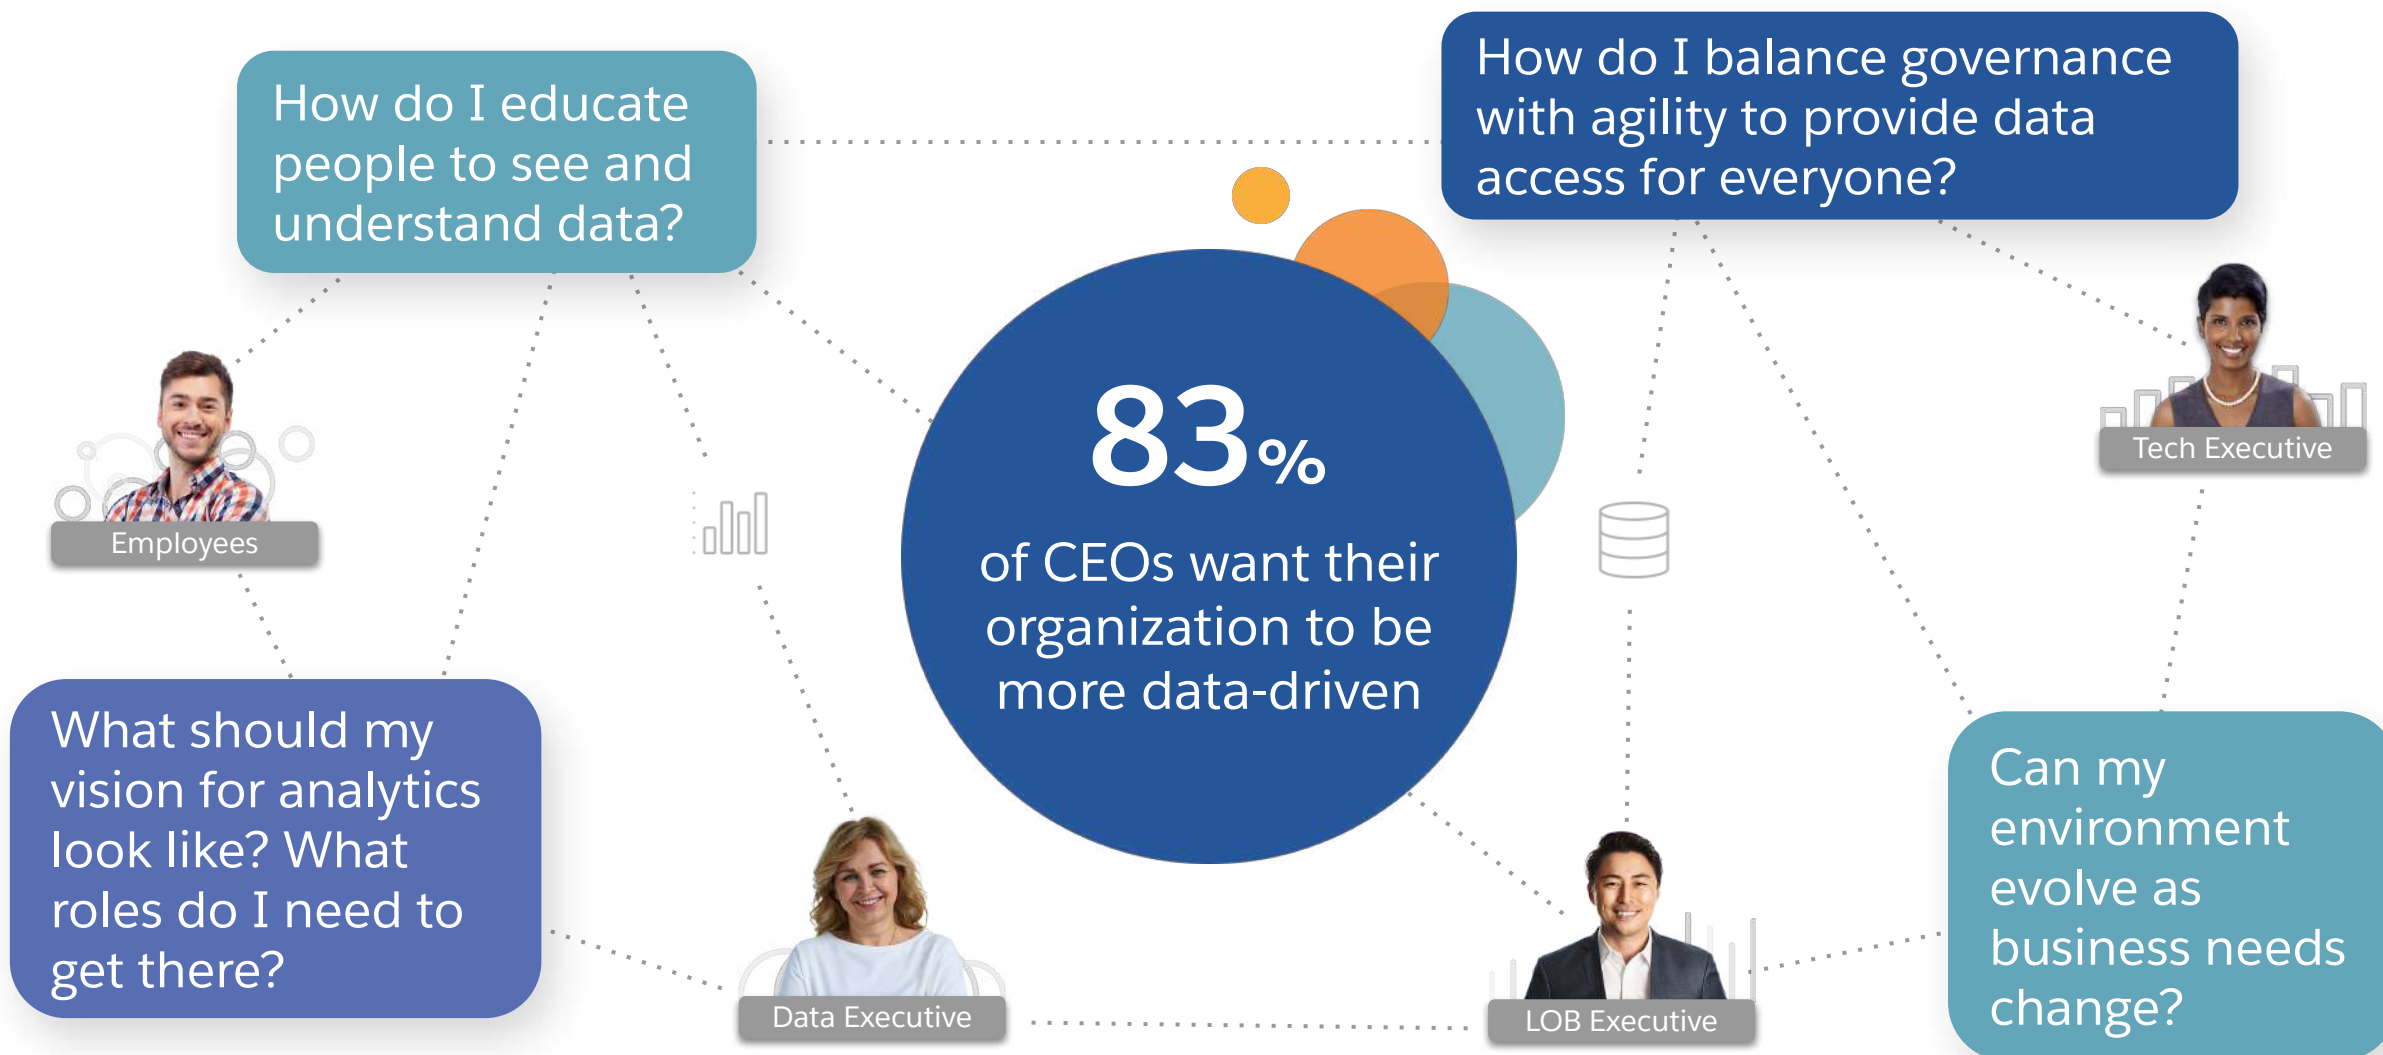 How do I educate
people to see and
understand data?
How do I balance governance
with agility to provide data
access for everyone?
83%
of CEOs want their
organization to be
more data-driven
Tech Executive
Employees
What should my
vision for analytics
look like? What
roles do I need to
get there?
Can my
environment
evolve as
business needs
change?
Data Executive
LOB Executive